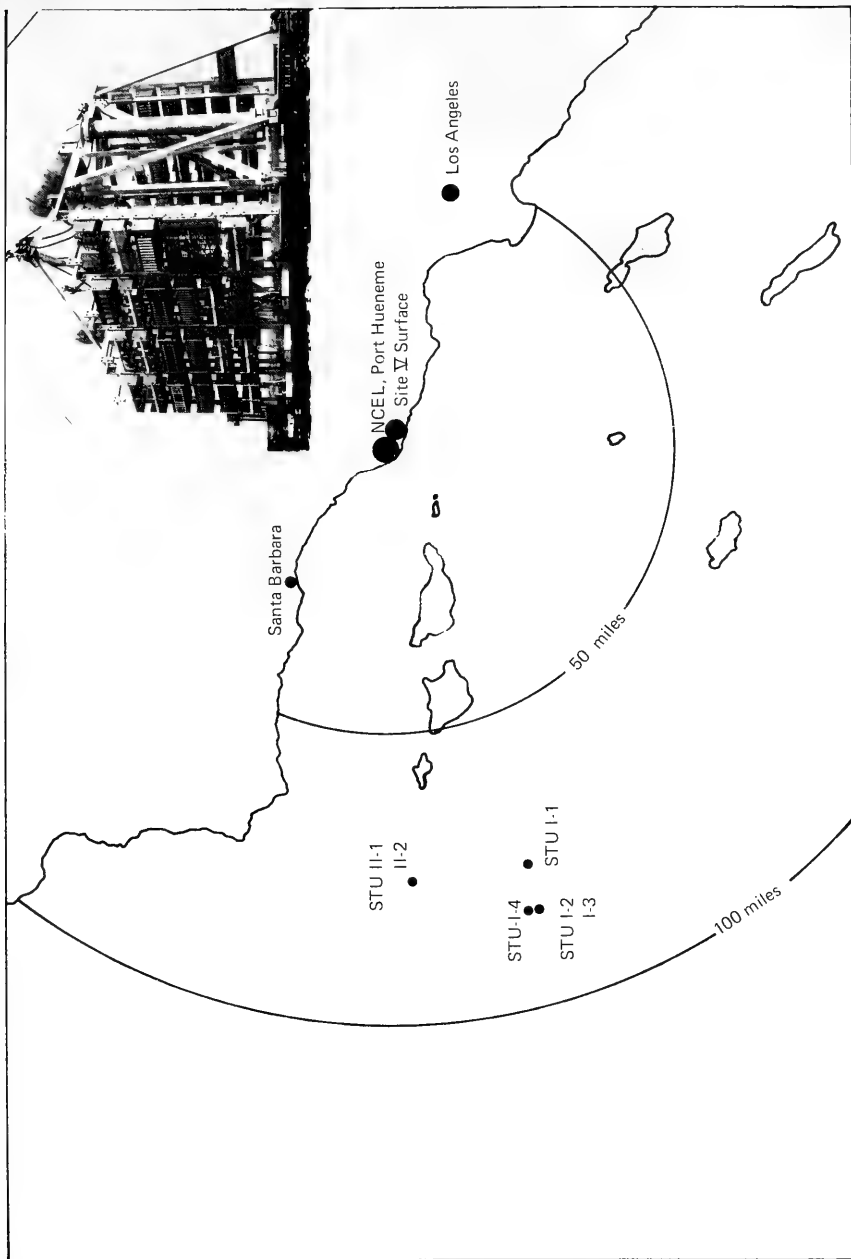 Los Angeles
NCEL, Port Hueneme
Site V Surface
Santa Barbara
50 miles
STU II-1
II-2
STU I-1
STU-I-4
STU I-2
I-3
100 miles